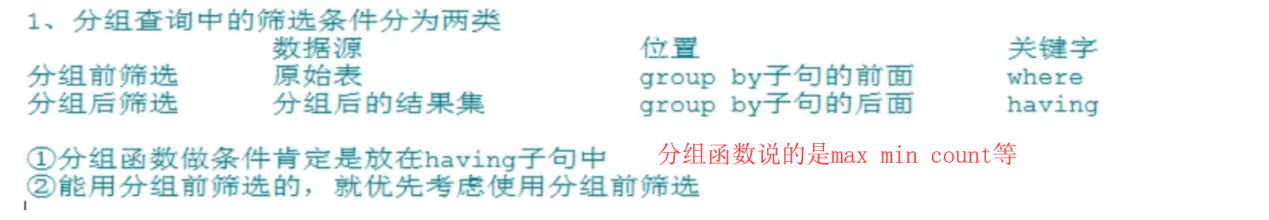 1、分组查询中的筛选条件分为两类
数据源 位置 关键字
分组前筛选 原始表 group by子句的前面 where
分组后筛选 分组后的结果集 group by子句的后面 having
①分组函数做条件肯定是放在having子句中 分组函数说的是max min count等
②能用分组前筛选的，就优先考虑使用分组前筛选